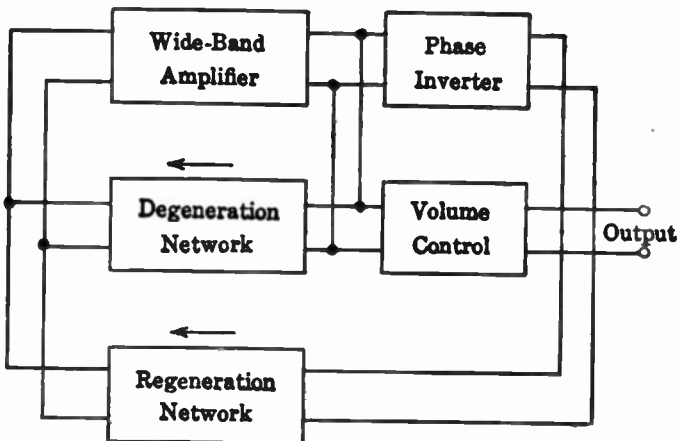 Wide-Band
Amplifier
Phase
Inverter
Degeneration
Network
Volume
Control
Output
Regeneration
Network